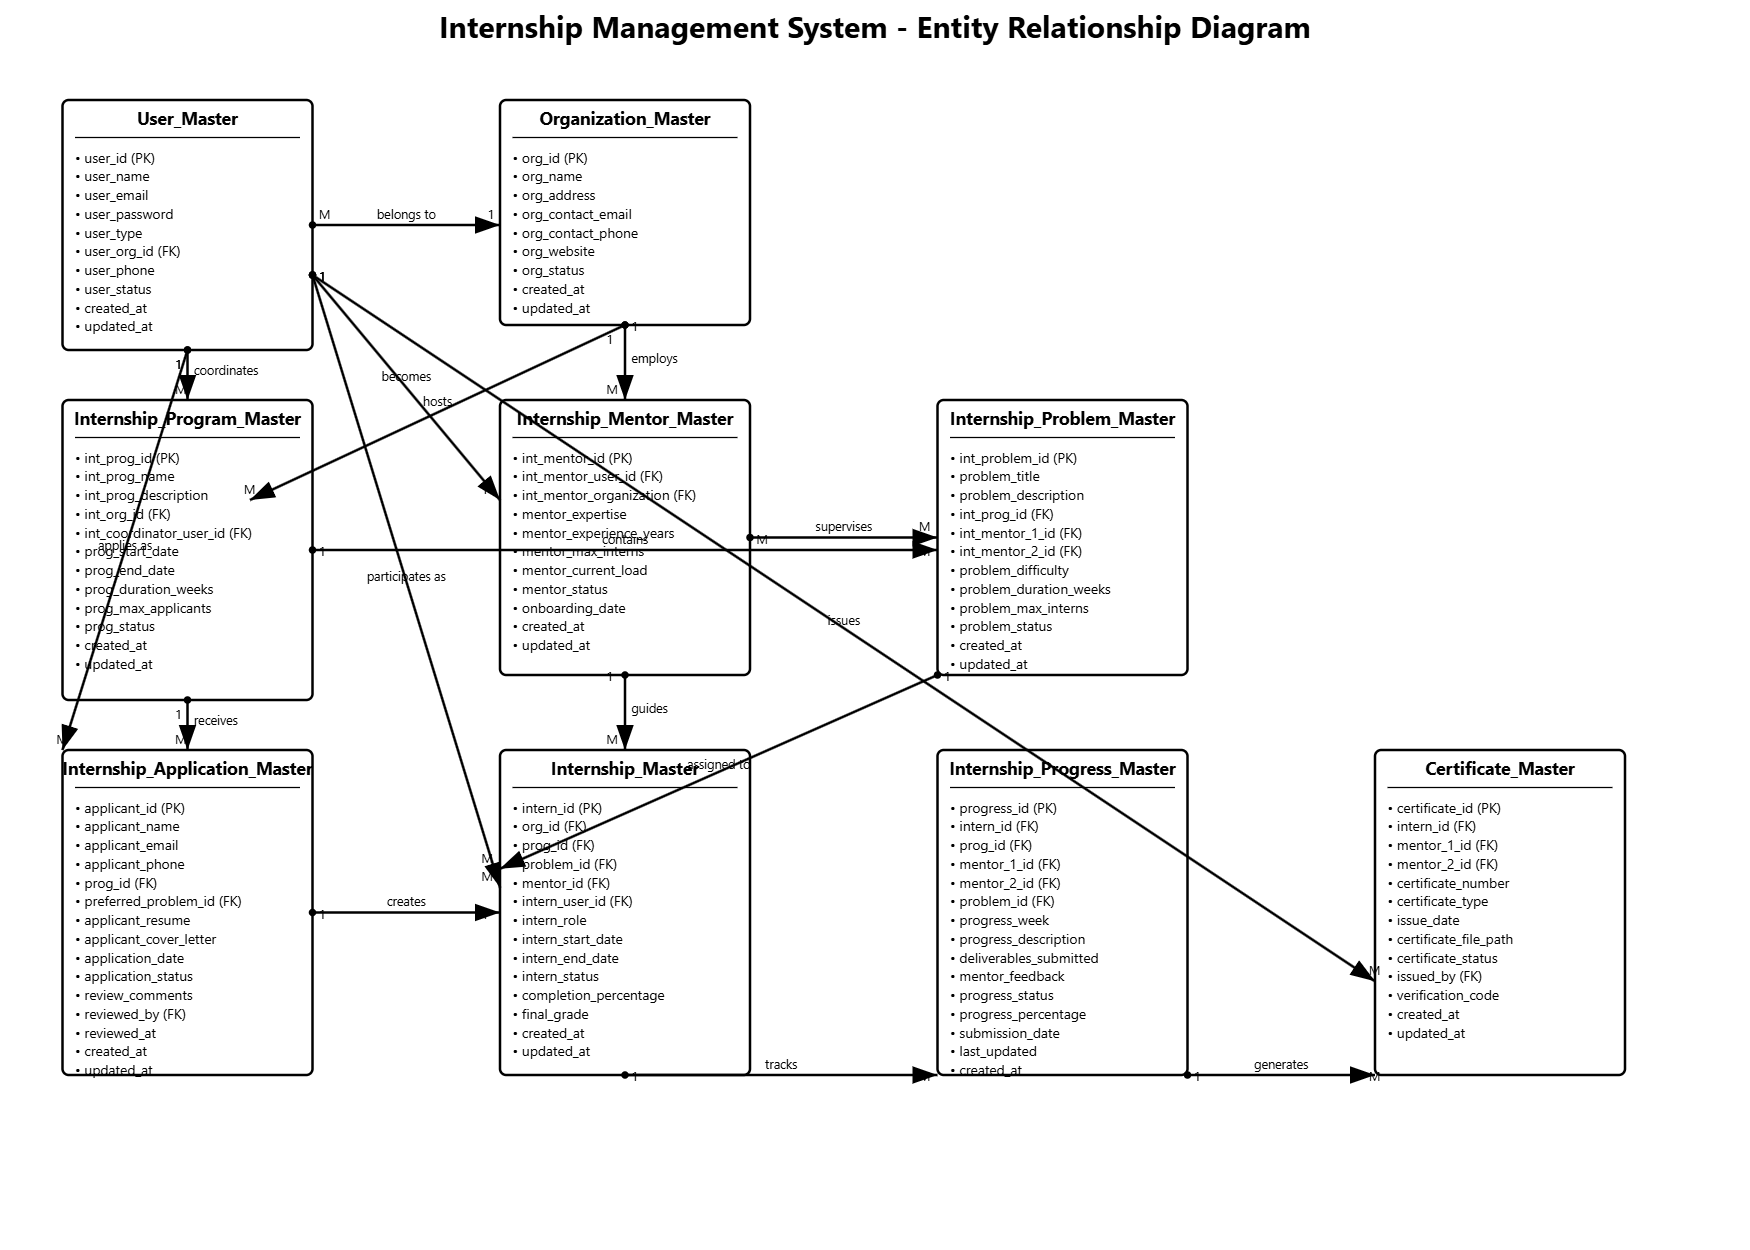 Internship Management System - Entity Relationship Diagram
User_Master
• user_id (PK)
• user_name
• user_email
• user_password
• user_type
• user_org_id (FK)
• user_phone
• user_status
• created_at
• updated_at
M belongs to 1
Organization_Master
• org_id (PK)
• org_name
• org_address
• org_contact_email
• org_contact_phone
• org_website
• org_status
• created_at
• updated_at
1
1
1
1
1
coordinates
M
becomes
hosts
M
employs
M
Internship_Program_Master
• int_prog_id (PK)
• int_prog_name
• int_prog_description
• int_org_id (FK)
• int_coordinator_user_id (FK)
• prog_start_date
• prog_end_date
• prog_duration_weeks
• prog_max_applicants
• prog_status
• created_at
• updated_at
applies as
participates as
Internship_Mentor_Master
• int_mentor_id (PK)
• int_mentor_user_id (FK)
• int_mentor_organization (FK)
• mentor_expertise
• mentor_experience_years
• mentor_max_interns
• mentor_current_load
• mentor_status
• onboarding_date
• created_at
• updated_at
M supervises M
1 contains
issues
Internship_Problem_Master
• int_problem_id (PK)
• problem_title
• problem_description
• int_prog_id (FK)
• int_mentor_1_id (FK)
• int_mentor_2_id (FK)
• problem_difficulty
• problem_duration_weeks
• problem_max_interns
• problem_status
• created_at
• updated_at
1
receives
M
M
1
guides
M
1
assigned to
Internship_Application_Master
• applicant_id (PK)
• applicant_name
• applicant_email
• applicant_phone
• prog_id (FK)
• preferred_problem_id (FK)
• applicant_resume
• applicant_cover_letter
• application_date
• application_status
• review_comments
• reviewed_by (FK)
• reviewed_at
• created_at
• updated_at
M
M
1 creates
Internship_Master
• intern_id (PK)
• org_id (FK)
• prog_id (FK)
• problem_id (FK)
• mentor_id (FK)
• intern_user_id (FK)
• intern_role
• intern_start_date
• intern_end_date
• intern_status
• completion_percentage
• final_grade
• created_at
• updated_at
1 tracks M
Internship_Progress_Master
• progress_id (PK)
• intern_id (FK)
• prog_id (FK)
• mentor_1_id (FK)
• mentor_2_id (FK)
• problem_id (FK)
• progress_week
• progress_description
• deliverables_submitted
• mentor_feedback
• progress_status
• progress_percentage
• submission_date
• last_updated
• created_at
1 generates M
Certificate_Master
• certificate_id (PK)
• intern_id (FK)
• mentor_1_id (FK)
• mentor_2_id (FK)
• certificate_number
• certificate_type
• issue_date
• certificate_file_path
• certificate_status
• issued_by (FK)
• verification_code
• created_at
• updated_at
M